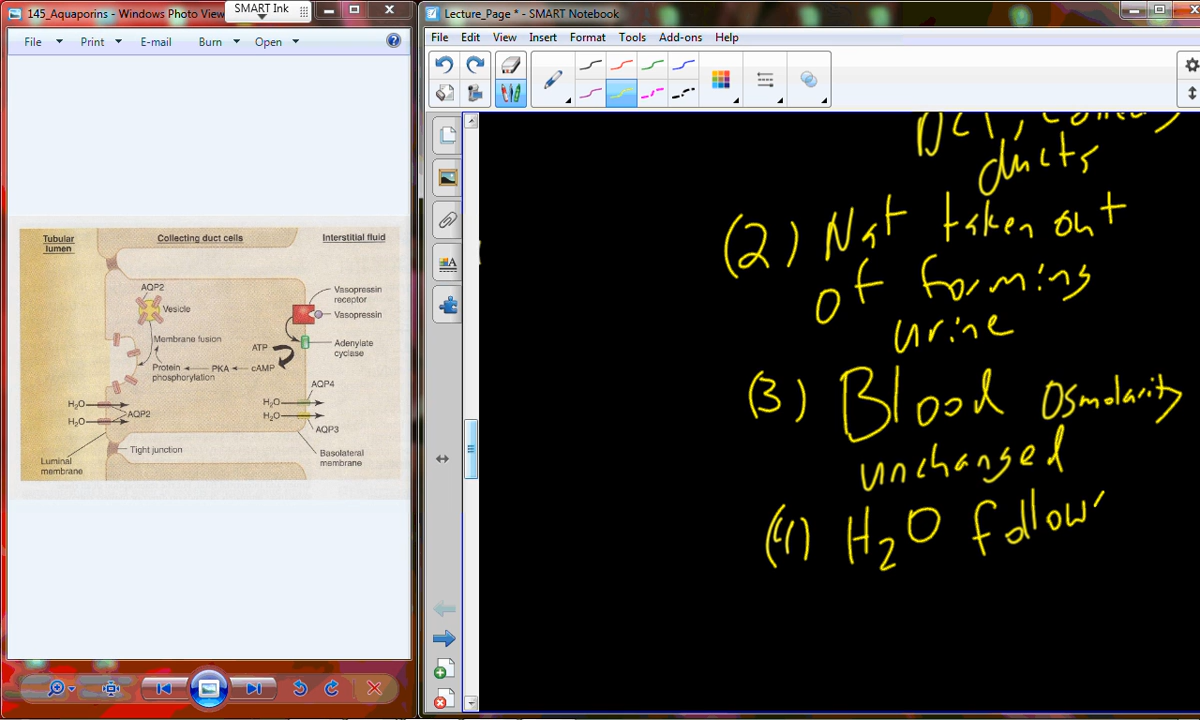 145_Aquaporins - Windows Photo View
SMART Ink
File Print E-mail Burn Open
Tubular
lumen
Collecting duct cells
Interstitial fluid
AQP2
Vesicle
Vasopressin
receptor
Vasopressin
Membrane fusion
ATP
Adenylate
cyclase
Protein
phosphorylation
PKA
cAMP
AQP4
H₂O
H₂O
AQP2
H₂O
H₂O
AQP3
Tight junction
Luminal
membrane
Basolateral
membrane
Lecture_Page * - SMART Notebook
File Edit View Insert Format Tools Add-ons Help
DCT,
ducts
(2) Not taken out
of forming
urine
(3) Blood Osmolarity
unchanged
(4) H₂O follow